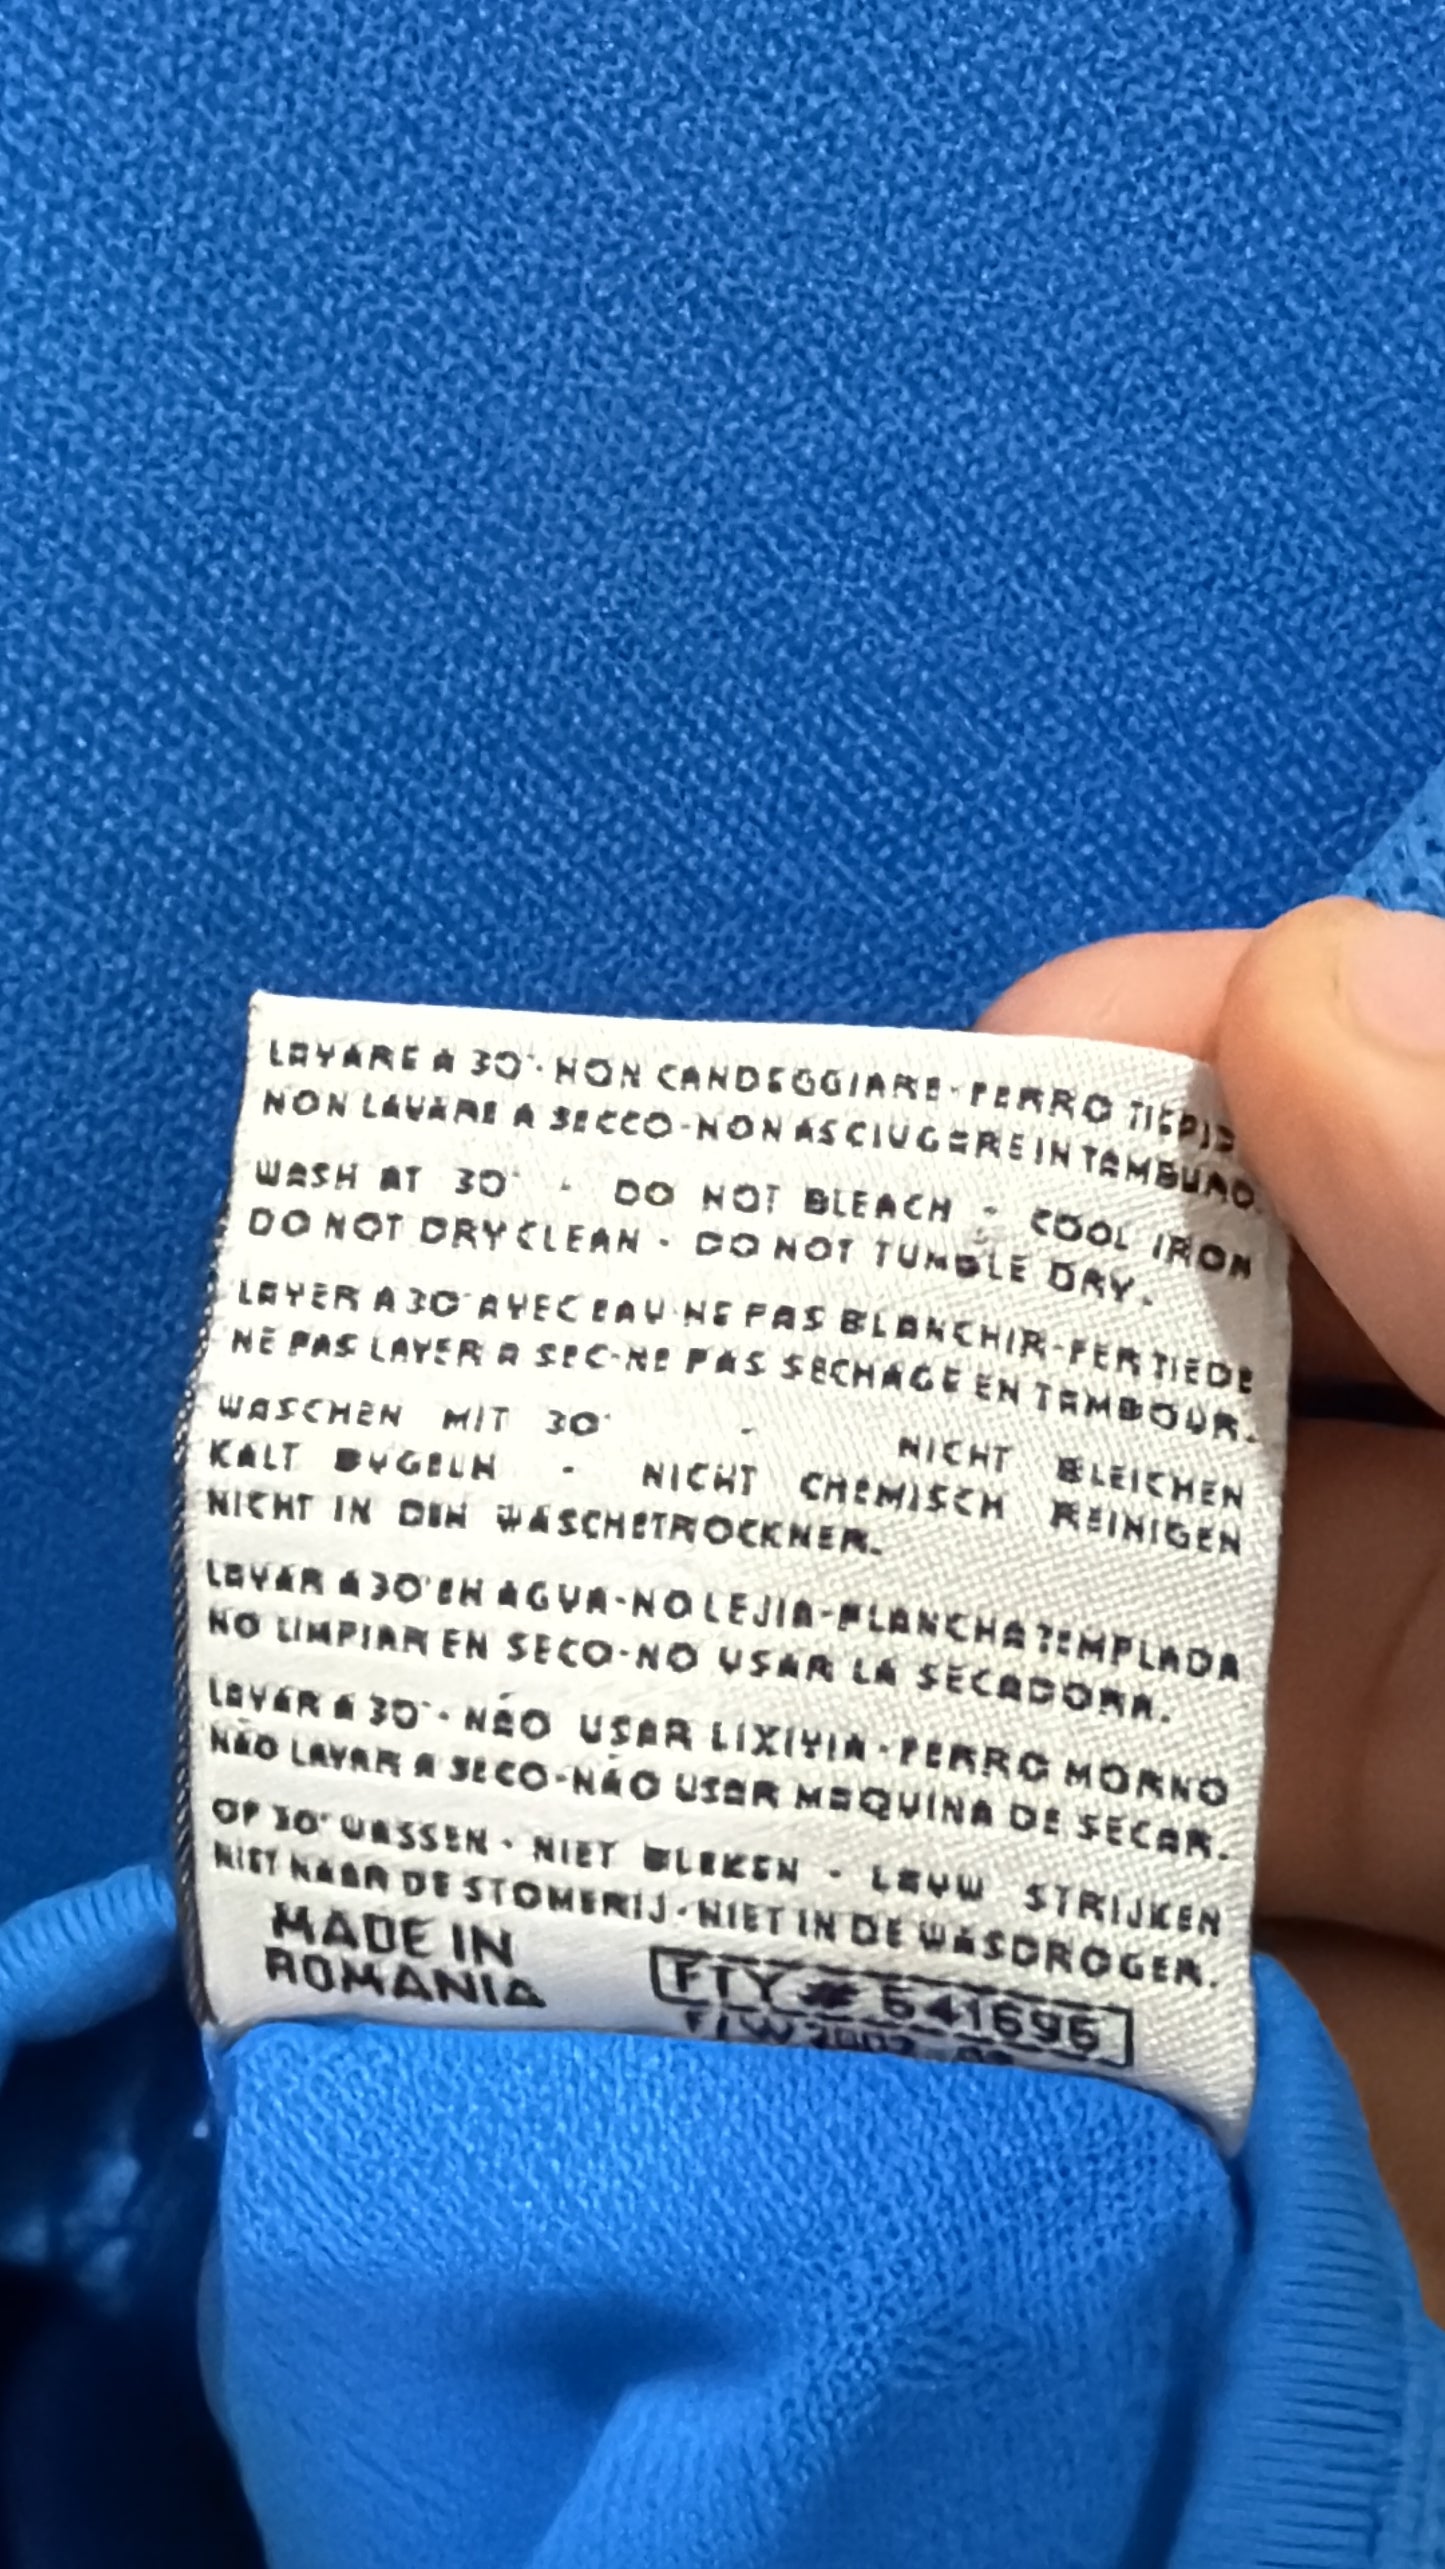 LAVARE A 30°-NON CANDEGGIARE-FERRO TIEPID
NON LAVARE A SECCO-NON ASCIUGARE IN TAMBURO.
WASH AT 30° - DO NOT BLEACH - COOL IRON
DO NOT DRYCLEAN - DO NOT TUMBLE DRY.
LAVER A 30° AVEC EAU-NE PAS BLANCHIR-FER TIEDE
NE PAS LAVER A SEC-NE PAS SECHAGE EN TAMBOUR.
WASCHEN MIT 30° - NICHT BLEICHEN
KALT BYGELN - NICHT CHEMISCH REINIGEN
NICHT IN DEN WASCHETROCKNER.
LAVAR A 30° EN AGUA-NO LEJIA-PLANCHA TEMPLADA
NO LIMPIAR EN SECO-NO USAR LA SECADORA.
LAVAR A 30°-NÃO USAR LIXIVIA-FERRO MORNO
NÃO LAVAR A SECO-NÃO USAR MAQUINA DE SECAR.
OP 30° WASSEN - NIET BLEKEN - LAUW STRIJKEN
NIET NAAR DE STOMERIJ-NIET IN DE WASDROGER.
MADE IN
ROMANIA
FTY # 541696
F/W 2002